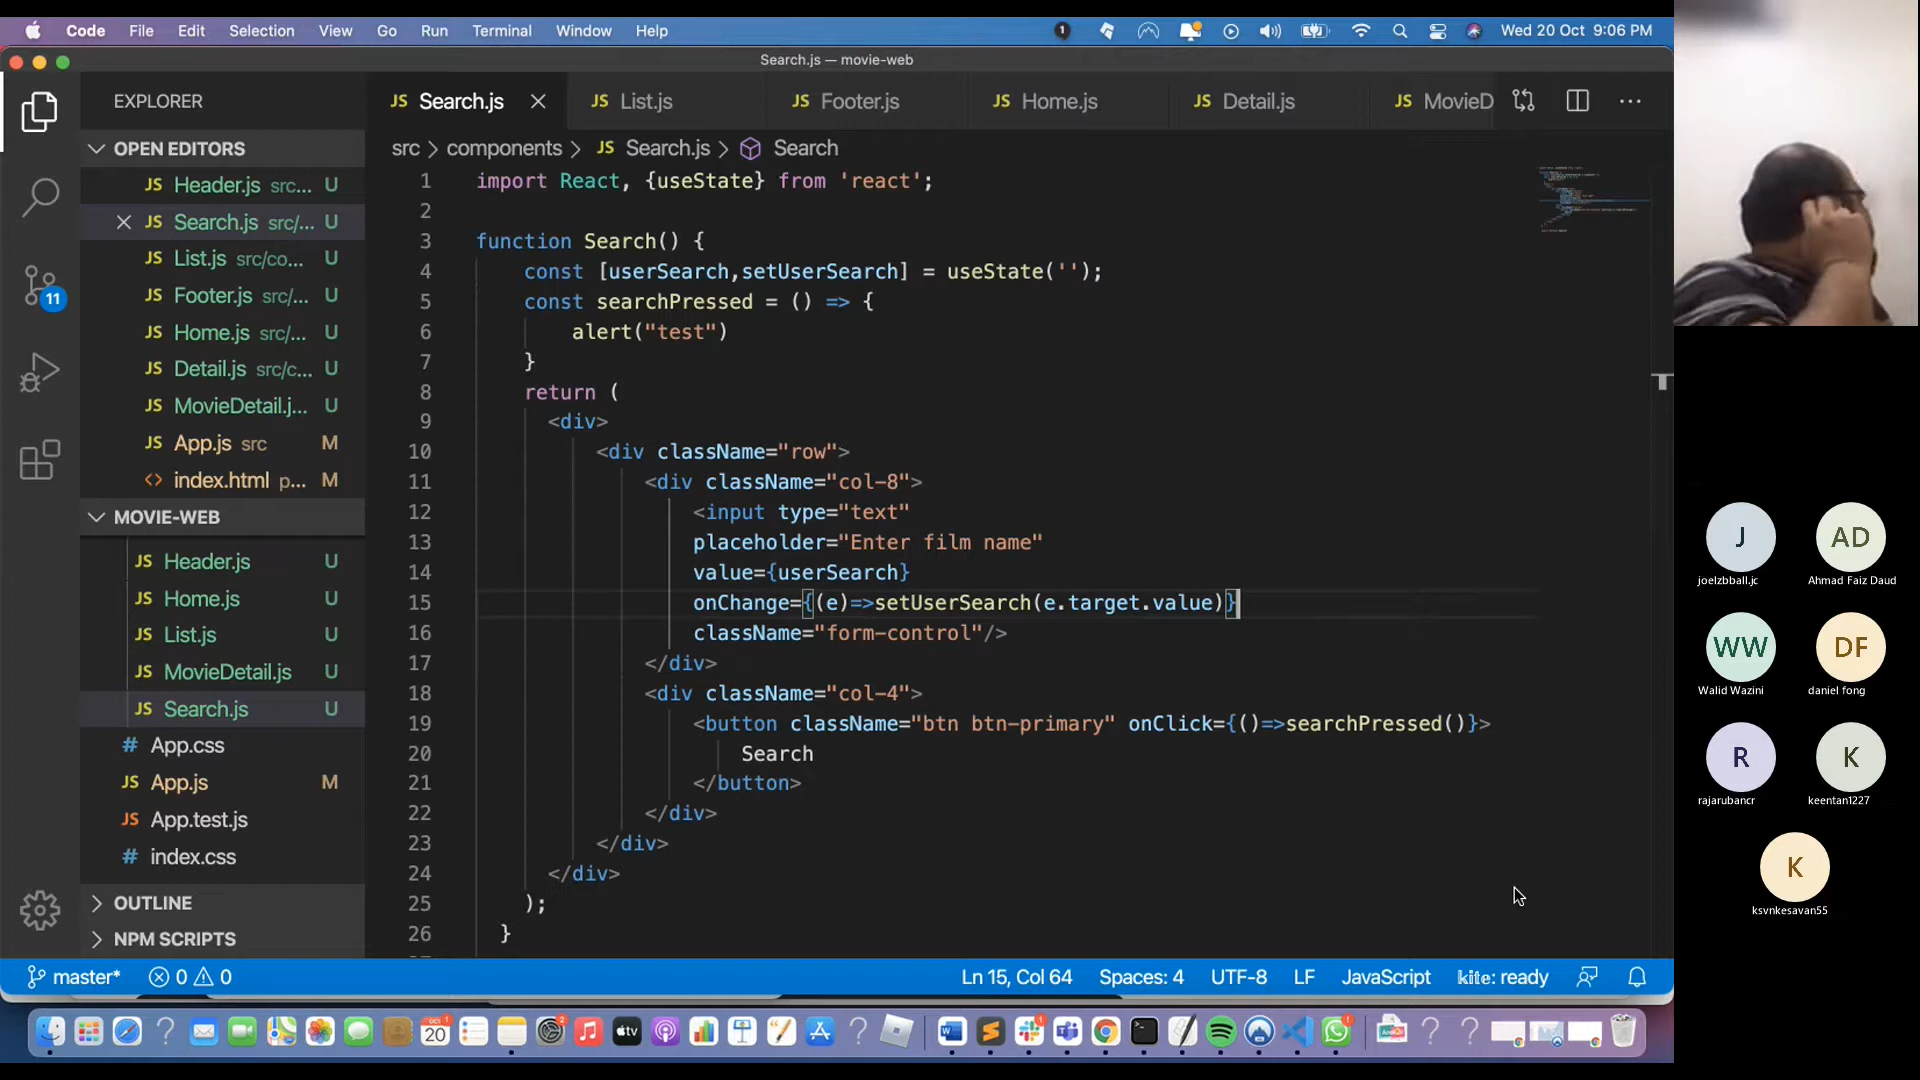 Code File Edit Selection View Go Run Terminal Window Help
1
Wed 20 Oct 9:06 PM
Search.js — movie-web
EXPLORER
OPEN EDITORS
JS Header.js src... U
JS Search.js src/... U
JS List.js src/co... U
JS Footer.js src/... U
JS Home.js src/... U
JS Detail.js src/c... U
JS MovieDetail.j... U
JS App.js src M
<> index.html p... M
MOVIE-WEB
JS Header.js U
JS Home.js U
JS List.js U
JS MovieDetail.js U
JS Search.js U
# App.css
JS App.js M
JS App.test.js
# index.css
OUTLINE
NPM SCRIPTS
11
JS Search.js JS List.js JS Footer.js JS Home.js JS Detail.js JS MovieD
src > components > JS Search.js > Search
1 import React, {useState} from 'react';
2
3 function Search() {
4 const [userSearch,setUserSearch] = useState('');
5 const searchPressed = () => {
6 alert("test")
7 }
8 return (
9 <div>
10 <div className="row">
11 <div className="col-8">
12 <input type="text"
13 placeholder="Enter film name"
14 value={userSearch}
15 onChange={(e)=>setUserSearch(e.target.value)}
16 className="form-control"/>
17 </div>
18 <div className="col-4">
19 <button className="btn btn-primary" onClick={()=>searchPressed()}>
20 Search
21 </button>
22 </div>
23 </div>
24 </div>
25 );
26 }
master* 0 0 Ln 15, Col 64 Spaces: 4 UTF-8 LF JavaScript kite: ready
OCT
20
tv
J AD
joelzbball.jc Ahmad Faiz Daud
WW DF
Walid Wazini daniel fong
R K
rajarubancr keentan1227
K
ksvnkesavan55